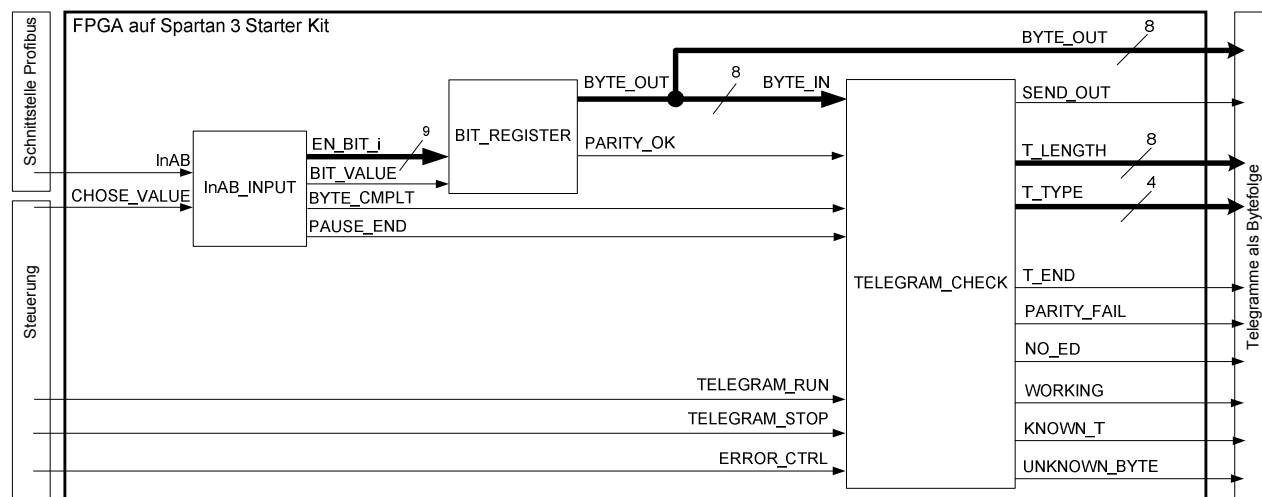 FPGA auf Spartan 3 Starter Kit
Schnittstelle Profibus
Steuerung
InAB
CHOSE_VALUE
InAB_INPUT
EN_BIT_i
9
BIT_VALUE
BYTE_CMPLT
PAUSE_END
BIT_REGISTER
BYTE_OUT
8
BYTE_IN
PARITY_OK
TELEGRAM_RUN
TELEGRAM_STOP
ERROR_CTRL
TELEGRAM_CHECK
BYTE_OUT
8
SEND_OUT
T_LENGTH
8
T_TYPE
4
T_END
PARITY_FAIL
NO_ED
WORKING
KNOWN_T
UNKNOWN_BYTE
Telegramme als Bytefolge